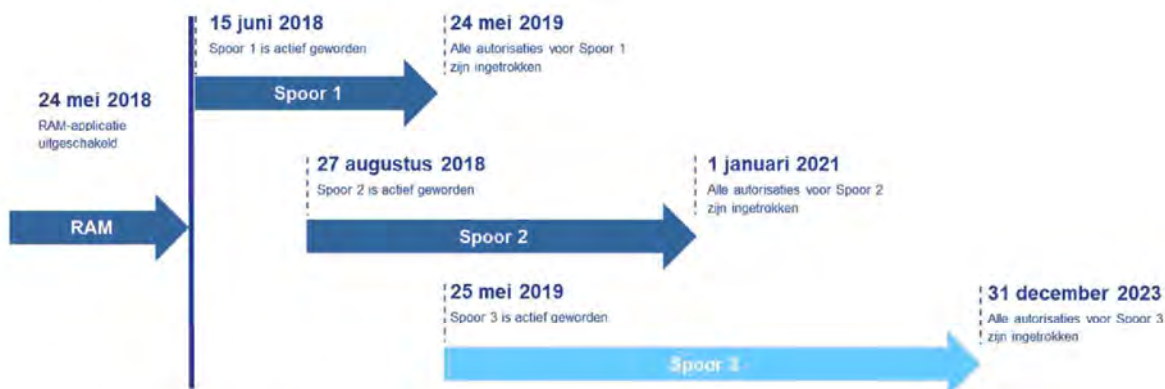 15 juni 2018
Spoor 1 is actief geworden
24 mei 2019
Alle autorisaties voor Spoor 1
zijn ingetrokken
Spoor 1
24 mei 2018
RAM-applicatie
uitgeschakeld
27 augustus 2018
Spoor 2 is actief geworden
1 januari 2021
Alle autorisaties voor Spoor 2
zijn ingetrokken
RAM
Spoor 2
25 mei 2019
Spoor 3 is actief geworden
31 december 2023
Alle autorisaties voor Spoor 3
zijn ingetrokken
Spoor 3